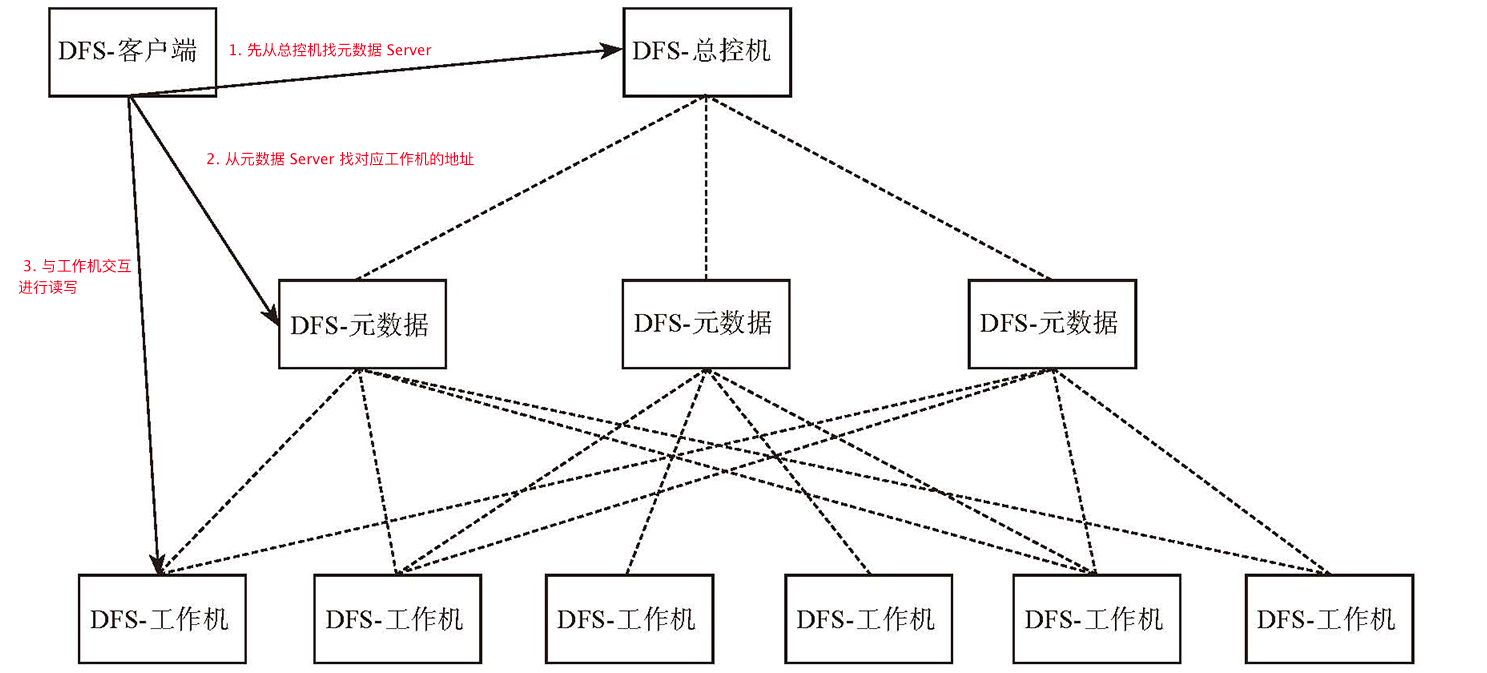 DFS-客户端
1. 先从总控机找元数据 Server
DFS-总控机
2. 从元数据 Server 找对应工作机的地址
3. 与工作机交互
进行读写
DFS-元数据
DFS-元数据
DFS-元数据
DFS-工作机
DFS-工作机
DFS-工作机
DFS-工作机
DFS-工作机
DFS-工作机